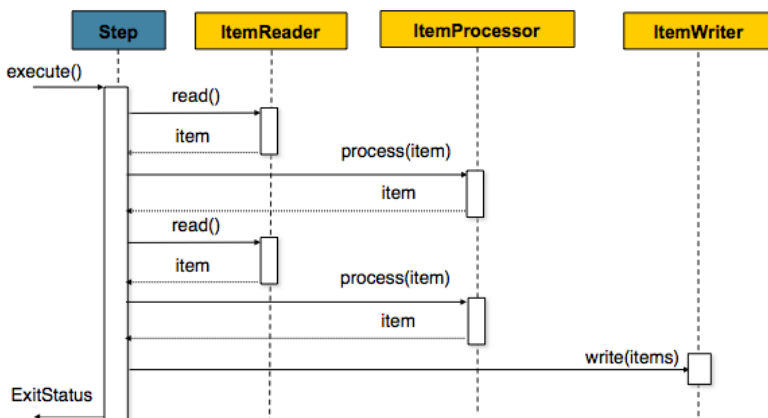 Step
ItemReader
ItemProcessor
ItemWriter
execute()
read()
item
process(item)
item
read()
item
process(item)
item
write(items)
ExitStatus